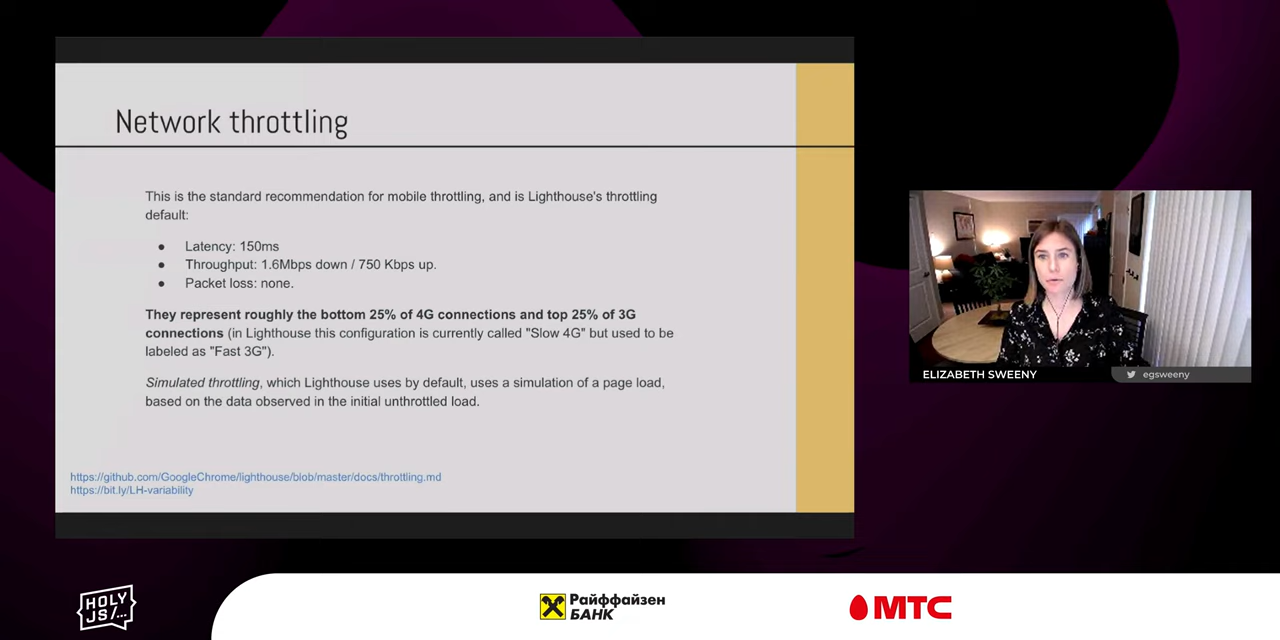 Network throttling
This is the standard recommendation for mobile throttling, and is Lighthouse's throttling
default:
● Latency: 150ms
● Throughput: 1.6Mbps down / 750 Kbps up.
● Packet loss: none.
They represent roughly the bottom 25% of 4G connections and top 25% of 3G
connections (in Lighthouse this configuration is currently called "Slow 4G" but used to be
labeled as "Fast 3G").
Simulated throttling, which Lighthouse uses by default, uses a simulation of a page load,
based on the data observed in the initial unthrottled load.
https://github.com/GoogleChrome/lighthouse/blob/master/docs/throttling.md
https://bit.ly/LH-variability
ELIZABETH SWEENY
egsweeny
HOLY
JS/...
Райффайзен
БАНК
МТС